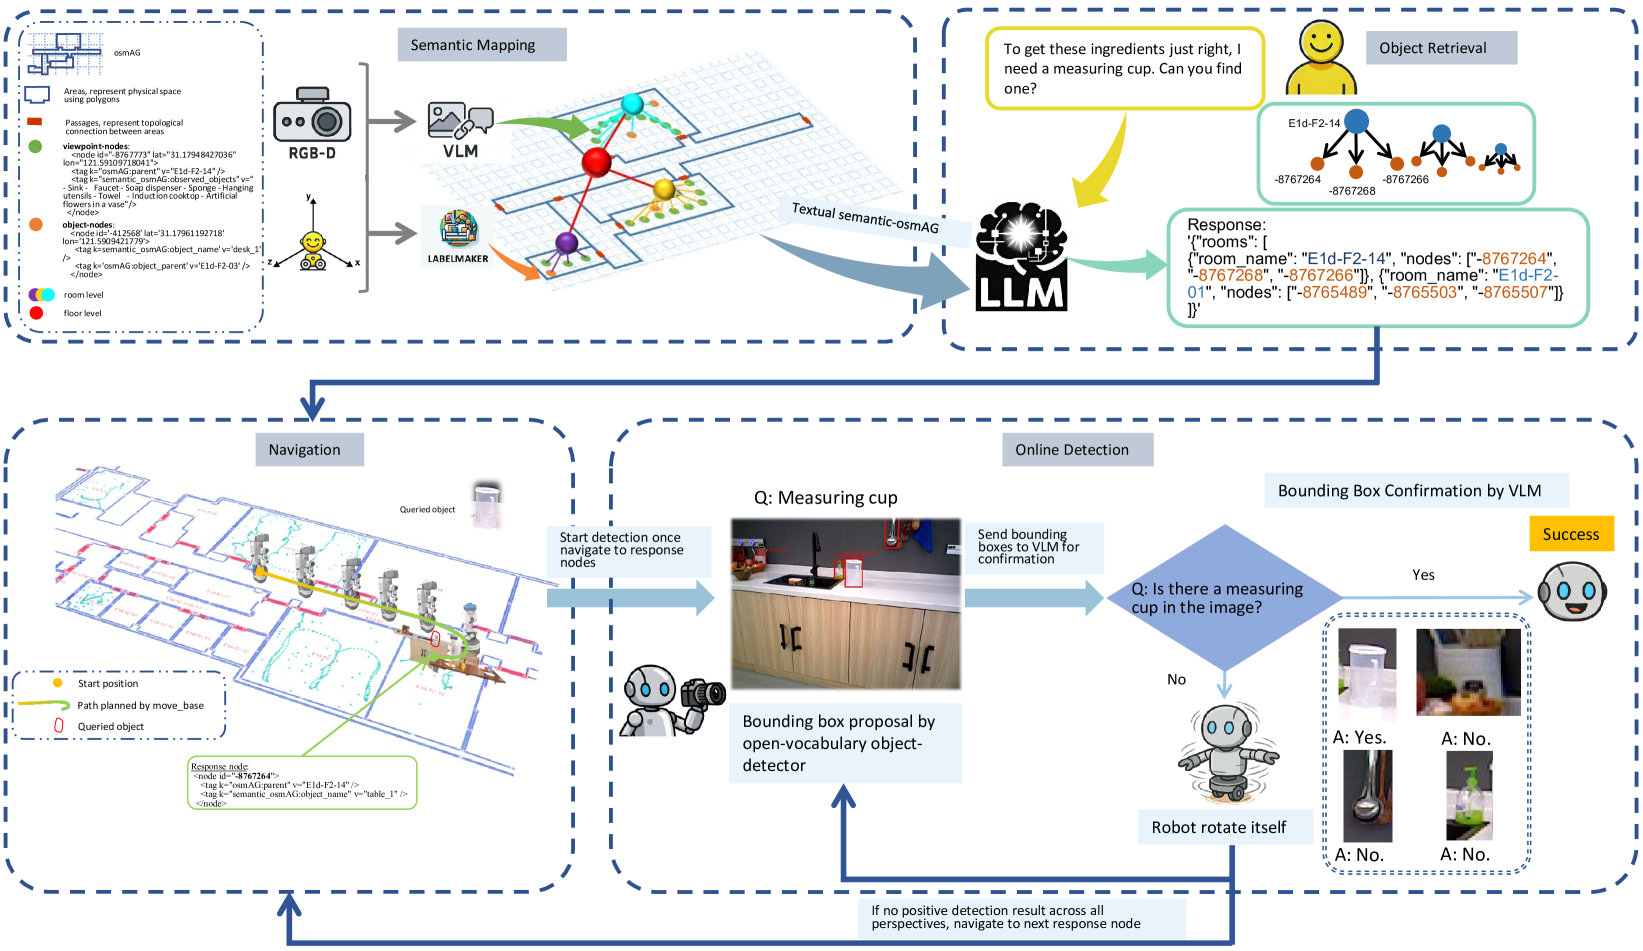 Semantic Mapping
osmAG
Areas, represent physical space
using polygons
Passages, represent topological
connection between areas
viewpoint-nodes:
<node id="-8767773" lat="31.17948427036"
lon="121.59109718041">
<tag k="osmAG:parent" v="E1d-F2-14" />
<tag k="semantic_osmAG:observed_objects" v="
- Sink - Faucet - Soap dispenser - Sponge - Hanging
utensils - Towel - Induction cooktop - Artificial
flowers in a vase"/>
</node>
object-nodes:
<node id='-412568' lat='31.17961192718'
lon='121.5909421779'>
<tag k=semantic_osmAG:object_name' v='desk_1'
/>
<tag k='osmAG:object_parent' v='E1d-F2-03' />
</node>
room level
floor level
RGB-D
y
z
x
VLM
LABELMAKER
Textual semantic-osmAG
To get these ingredients just right, I
need a measuring cup. Can you find
one?
Object Retrieval
E1d-F2-14
-8767264
-8767268
-8767266
LLM
Response:
'{"rooms": [
{"room_name": "E1d-F2-14", "nodes": ["-8767264",
"-8767268", "-8767266"]}, {"room_name": "E1d-F2-
01", "nodes": ["-8765489", "-8765503", "-8765507"]}
]}'
Navigation
Queried object
Start position
Path planned by move_base
Queried object
Response node:
<node id="-8767264">
<tag k="osmAG:parent" v="E1d-F2-14" />
<tag k="semantic_osmAG:object_name" v="table_1" />
</node>
Start detection once
navigate to response
nodes
Online Detection
Q: Measuring cup
Bounding box proposal by
open-vocabulary object-
detector
Send bounding
boxes to VLM for
confirmation
Bounding Box Confirmation by VLM
Q: Is there a measuring
cup in the image?
Yes
Success
No
Robot rotate itself
A: Yes.
A: No.
A: No.
A: No.
If no positive detection result across all
perspectives, navigate to next response node